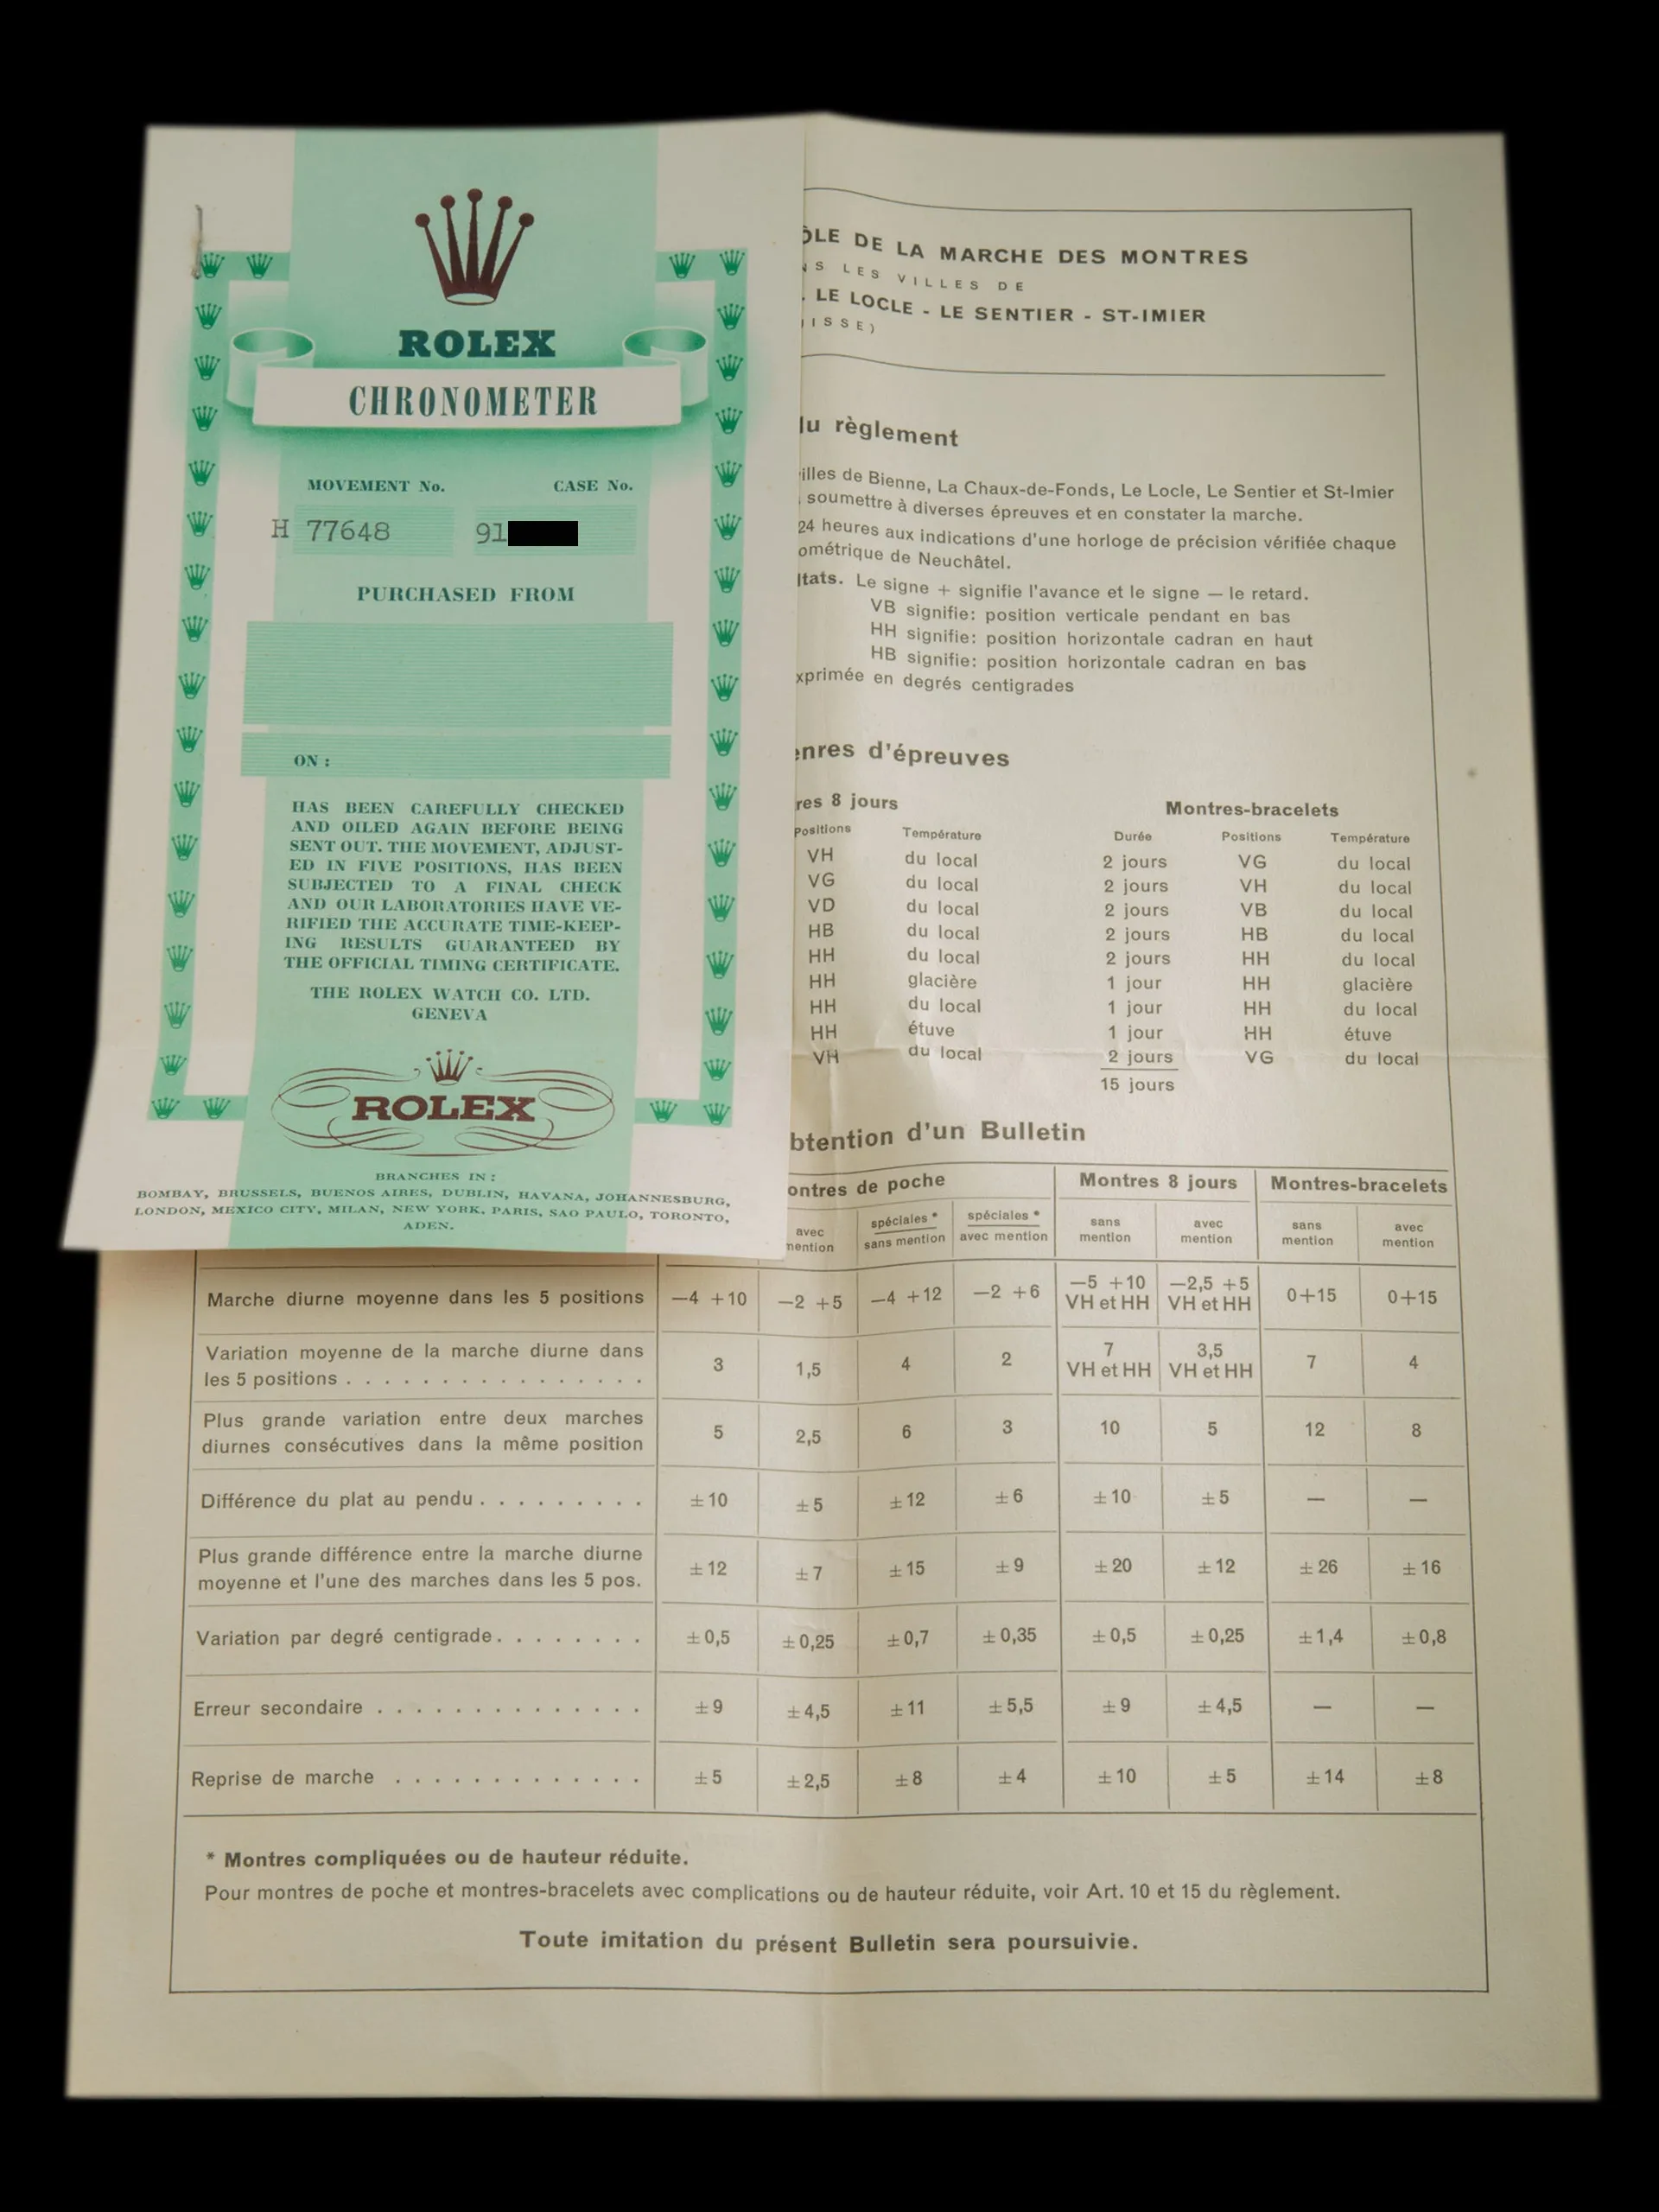 ROLEX
CHRONOMETER
MOVEMENT No. CASE No.
H 77648 91
PURCHASED FROM
ON :
HAS BEEN CAREFULLY CHECKED
AND OILED AGAIN BEFORE BEING
SENT OUT. THE MOVEMENT, ADJUST-
ED IN FIVE POSITIONS, HAS BEEN
SUBJECTED TO A FINAL CHECK
AND OUR LABORATORIES HAVE VE-
RIFIED THE ACCURATE TIME-KEEP-
ING RESULTS GUARANTEED BY
THE OFFICIAL TIMING CERTIFICATE.
THE ROLEX WATCH CO. LTD.
GENEVA
ROLEX
BRANCHES IN :
BOMBAY, BRUSSELS, BUENOS AIRES, DUBLIN, HAVANA, JOHANNESBURG,
LONDON, MEXICO CITY, MILAN, NEW YORK, PARIS, SAO PAULO, TORONTO,
ADEN.
ÔLE DE LA MARCHE DES MONTRES
S LES VILLES DE
LE LOCLE - LE SENTIER - ST-IMIER
ISSE)
du règlement
illes de Bienne, La Chaux-de-Fonds, Le Locle, Le Sentier et St-Imier
soumettre à diverses épreuves et en constater la marche.
24 heures aux indications d'une horloge de précision vérifiée chaque
ométrique de Neuchâtel.
ltats. Le signe + signifie l'avance et le signe — le retard.
VB signifie: position verticale pendant en bas
HH signifie: position horizontale cadran en haut
HB signifie: position horizontale cadran en bas
xprimée en degrés centigrades
enres d'épreuves
res 8 jours Montres-bracelets
Positions Température Durée Positions Température
VH du local 2 jours VG du local
VG du local 2 jours VH du local
VD du local 2 jours VB du local
HB du local 2 jours HB du local
HH du local 2 jours HH du local
HH glacière 1 jour HH glacière
HH du local 1 jour HH du local
HH étuve 1 jour HH étuve
VH du local 2 jours VG du local
15 jours
btention d'un Bulletin
ontres de poche Montres 8 jours Montres-bracelets
avec mention spéciales * sans mention spéciales * avec mention sans mention avec mention sans mention avec mention
Marche diurne moyenne dans les 5 positions —4 +10 —2 +5 —4 +12 —2 +6 —5 +10 VH et HH —2,5 +5 VH et HH 0+15 0+15
Variation moyenne de la marche diurne dans
les 5 positions . . . . . . . . . . . . . . . . 3 1,5 4 2 7 VH et HH 3,5 VH et HH 7 4
Plus grande variation entre deux marches
diurnes consécutives dans la même position 5 2,5 6 3 10 5 12 8
Différence du plat au pendu . . . . . . . . . ±10 ±5 ±12 ±6 ±10 ±5 — —
Plus grande différence entre la marche diurne
moyenne et l'une des marches dans les 5 pos. ±12 ±7 ±15 ±9 ±20 ±12 ±26 ±16
Variation par degré centigrade . . . . . . . . ±0,5 ±0,25 ±0,7 ±0,35 ±0,5 ±0,25 ±1,4 ±0,8
Erreur secondaire . . . . . . . . . . . . . ±9 ±4,5 ±11 ±5,5 ±9 ±4,5 — —
Reprise de marche . . . . . . . . . . . . ±5 ±2,5 ±8 ±4 ±10 ±5 ±14 ±8
* Montres compliquées ou de hauteur réduite.
Pour montres de poche et montres-bracelets avec complications ou de hauteur réduite, voir Art. 10 et 15 du règlement.
Toute imitation du présent Bulletin sera poursuivie.